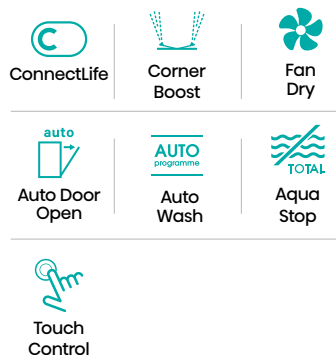 ConnectLife
Corner
Boost
Fan
Dry
auto
Auto Door
Open
AUTO
programme
Auto
Wash
TOTAL
Aqua
Stop
Touch
Control